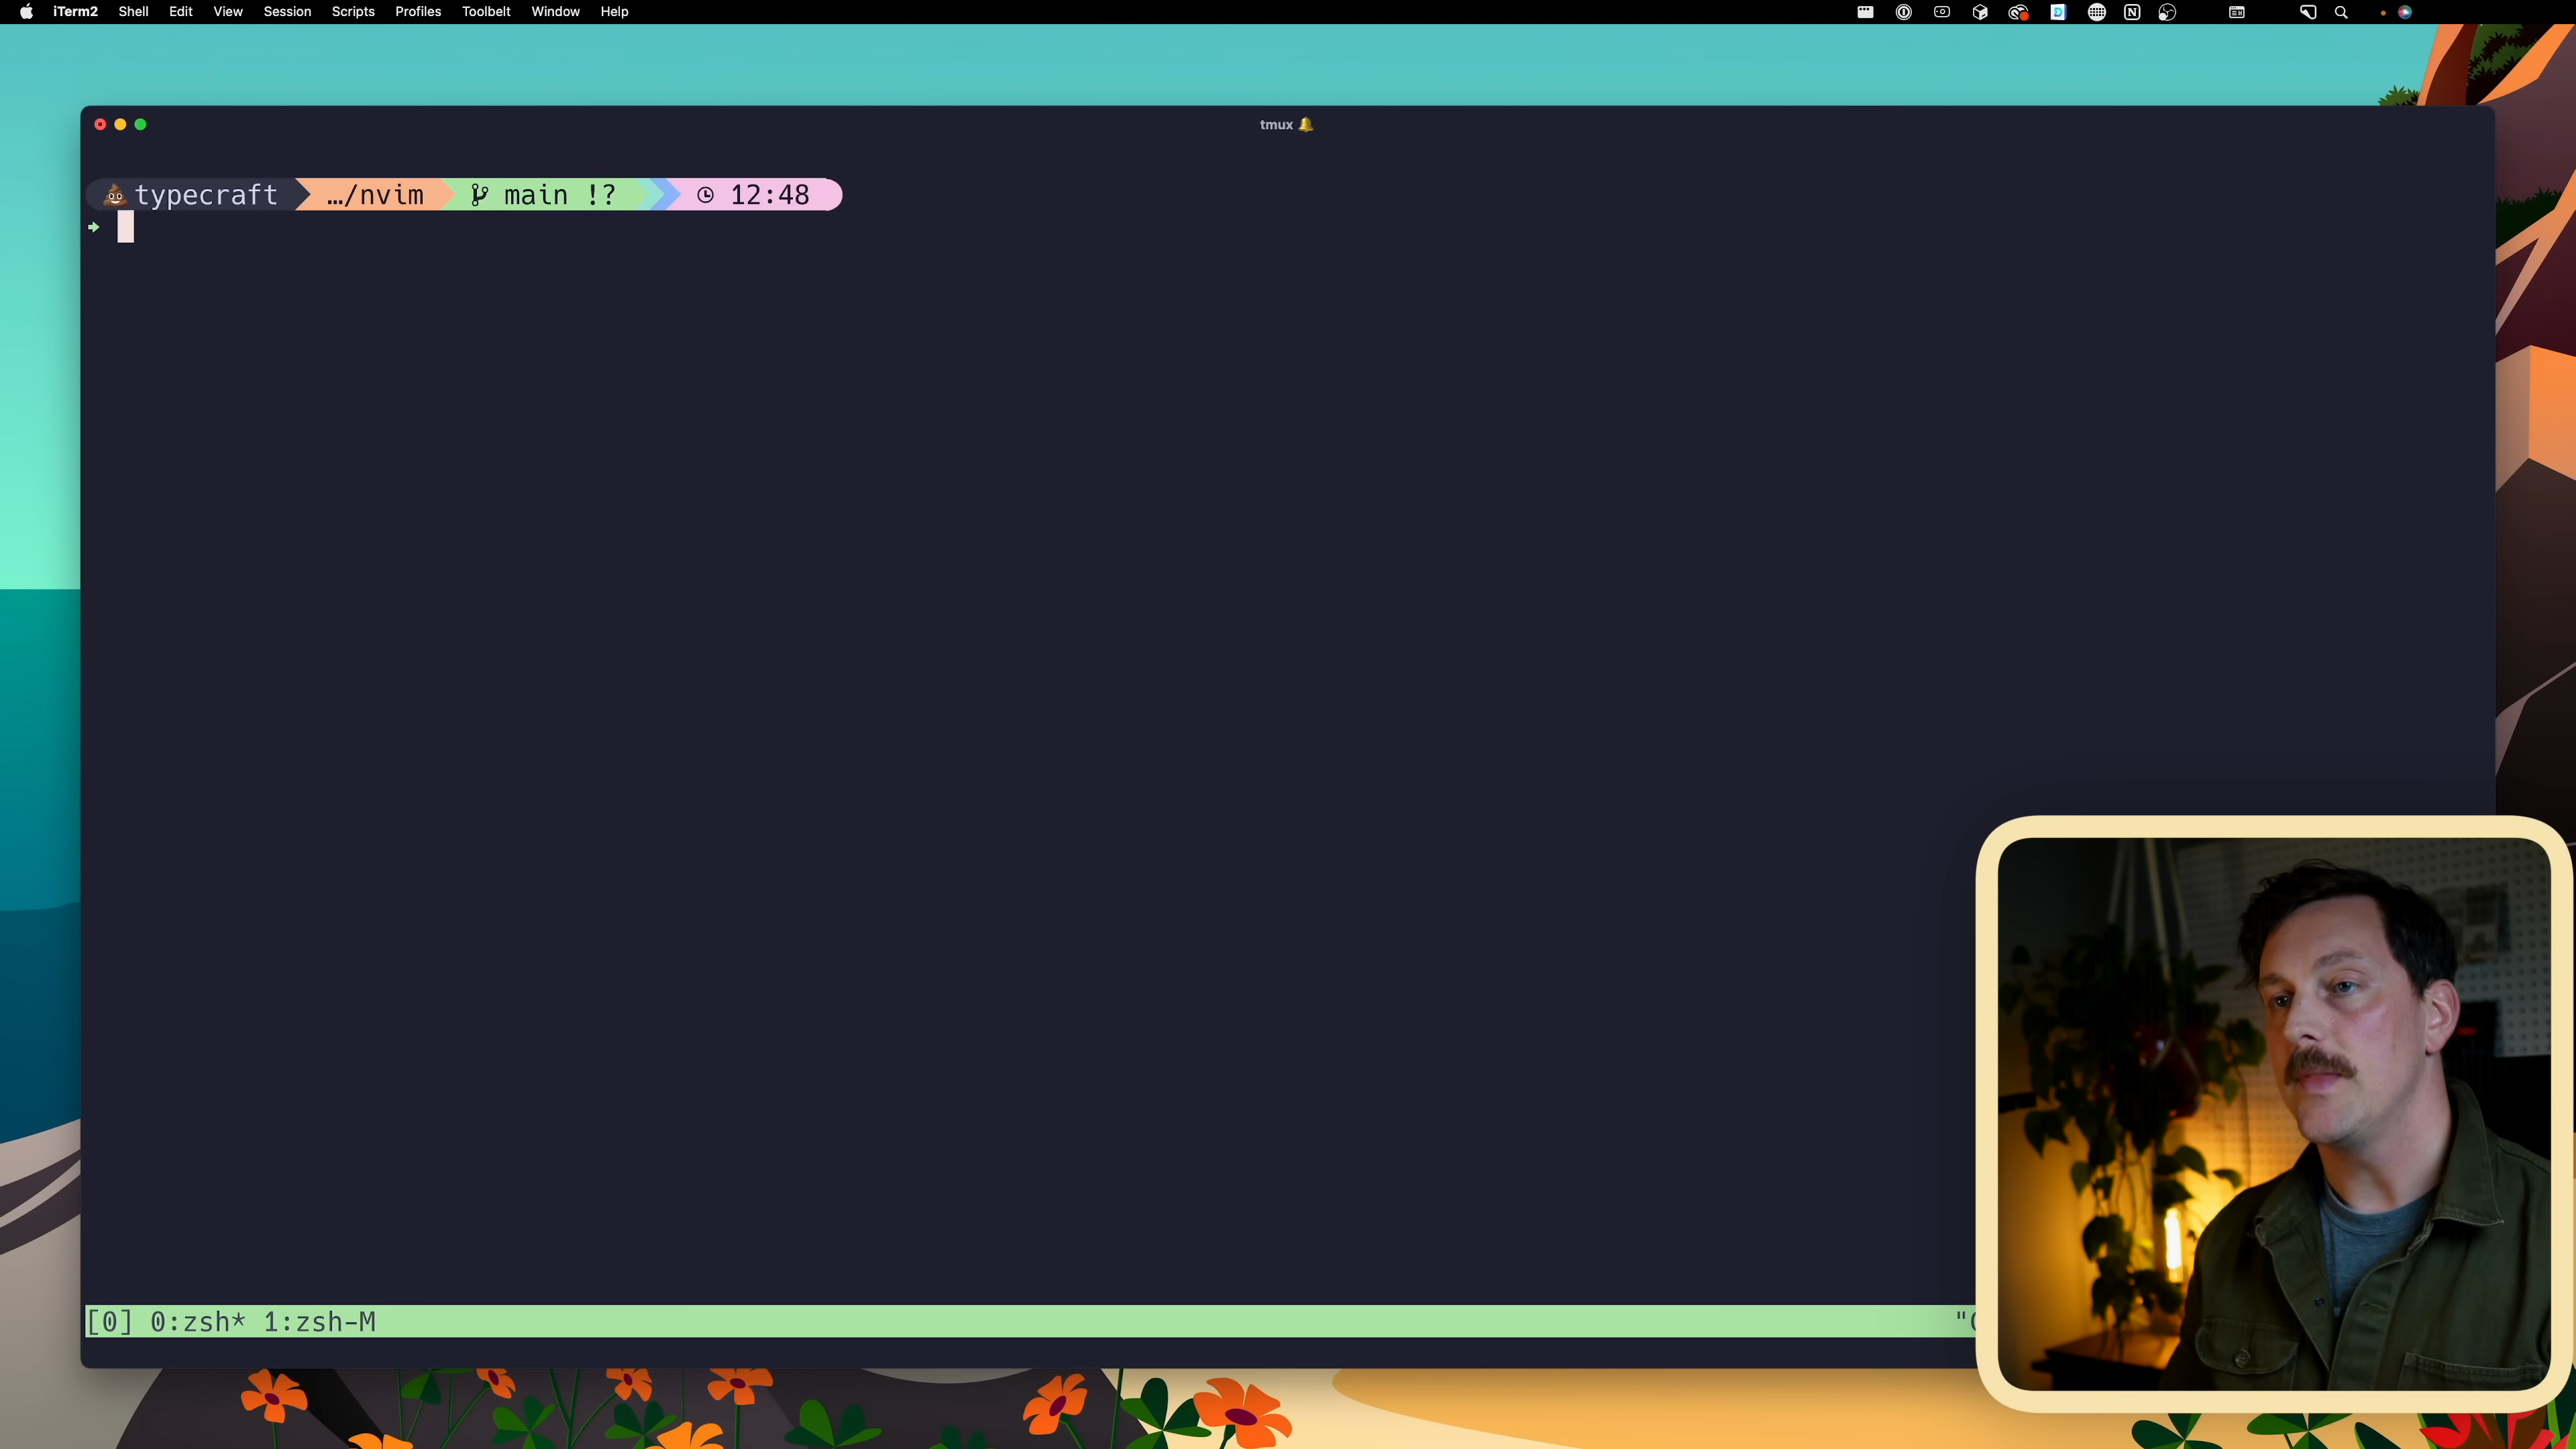 iTerm2 Shell Edit View Session Scripts Profiles Toolbelt Window Help
tmux
typecraft …/nvim main !? 12:48
[0] 0:zsh* 1:zsh-M